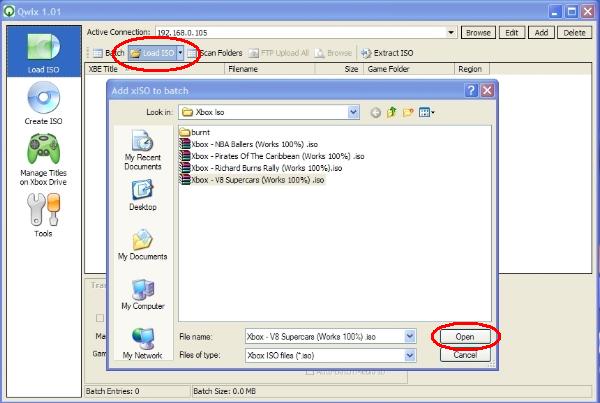 Qwix 1.01
Active Connection: 192.168.0.105 Browse Edit Add Delete
Batch Load ISO Scan Folders FTP Upload All Browse Extract ISO
XBE Title Filename Size Game Folder Region
Load ISO
Create ISO
Manage Titles
on Xbox Drive
Tools
Add xISO to batch
Look in: Xbox Iso
My Recent
Documents
Desktop
My Documents
My Computer
My Network
burnt
Xbox - NBA Ballers (Works 100%) .iso
Xbox - Pirates Of The Caribbean (Works 100%) .iso
Xbox - Richard Burns Rally (Works 100%).iso
Xbox - V8 Supercars (Works 100%) .iso
File name: Xbox - V8 Supercars (Works 100%) .iso Open
Files of type: Xbox ISO files (*.iso) Cancel
Batch Entries: 0 Batch Size: 0.0 MB